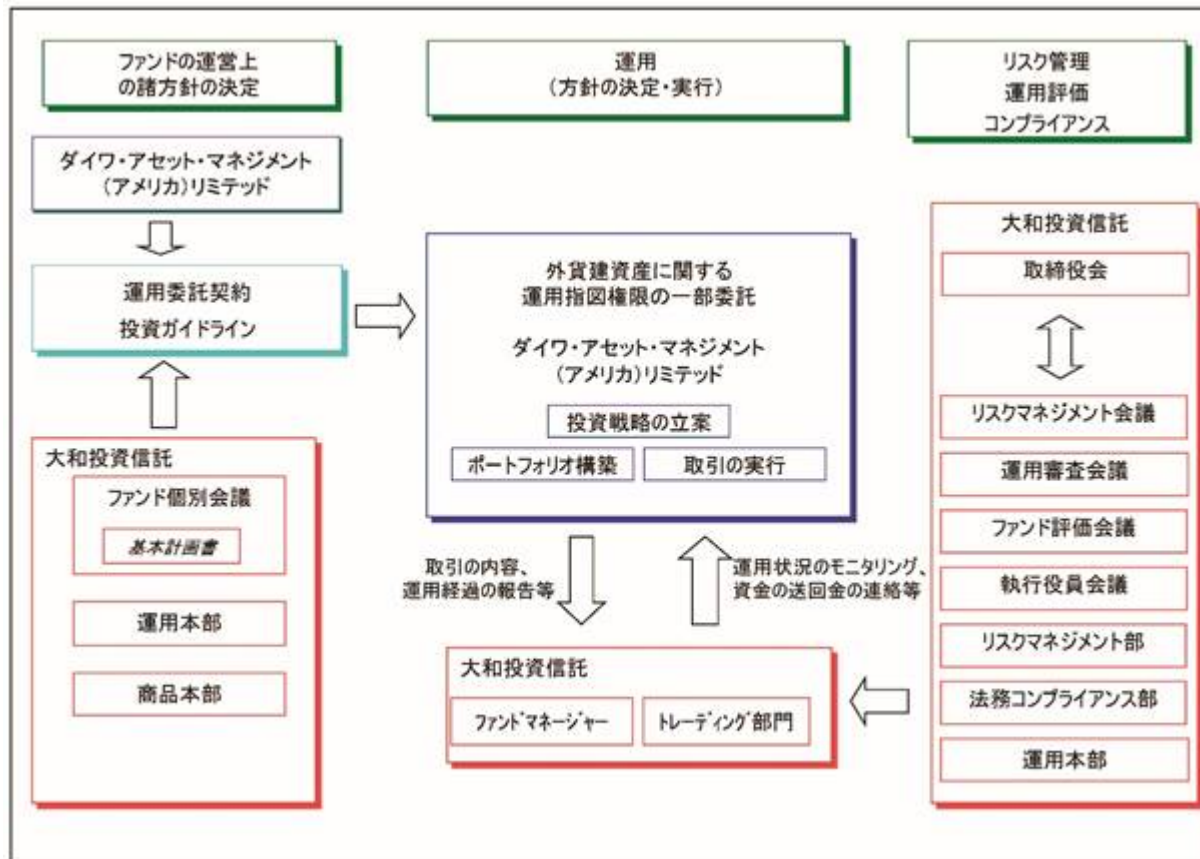 ファンドの運営上
の諸方針の決定
運用
(方針の決定・実行)
リスク管理
運用評価
コンプライアンス
ダイワ・アセット・マネジメント
(アメリカ)リミテッド
運用委託契約
投資ガイドライン
大和投資信託
ファンド個別会議
基本計画書
運用本部
商品本部
外貨建資産に関する
運用指図権限の一部委託
ダイワ・アセット・マネジメント
(アメリカ)リミテッド
投資戦略の立案
ポートフォリオ構築
取引の実行
取引の内容、
運用経過の報告等
運用状況のモニタリング、
資金の送回金の連絡等
大和投資信託
ファンドマネージャー
トレーディング部門
大和投資信託
取締役会
リスクマネジメント会議
運用審査会議
ファンド評価会議
執行役員会議
リスクマネジメント部
法務コンプライアンス部
運用本部